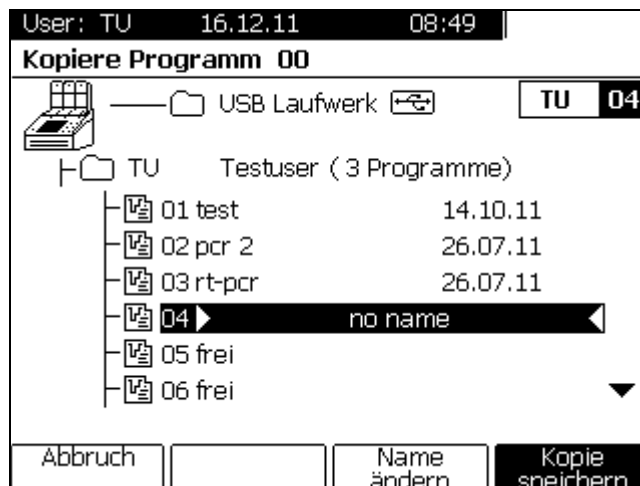 User: TU 16.12.11 08:49
Kopiere Programm 00
USB Laufwerk TU 04
TU Testuser ( 3 Programme)
01 test 14.10.11
02 pcr 2 26.07.11
03 rt-pcr 26.07.11
04 no name
05 frei
06 frei
Abbruch Name Kopie
ändern speichern